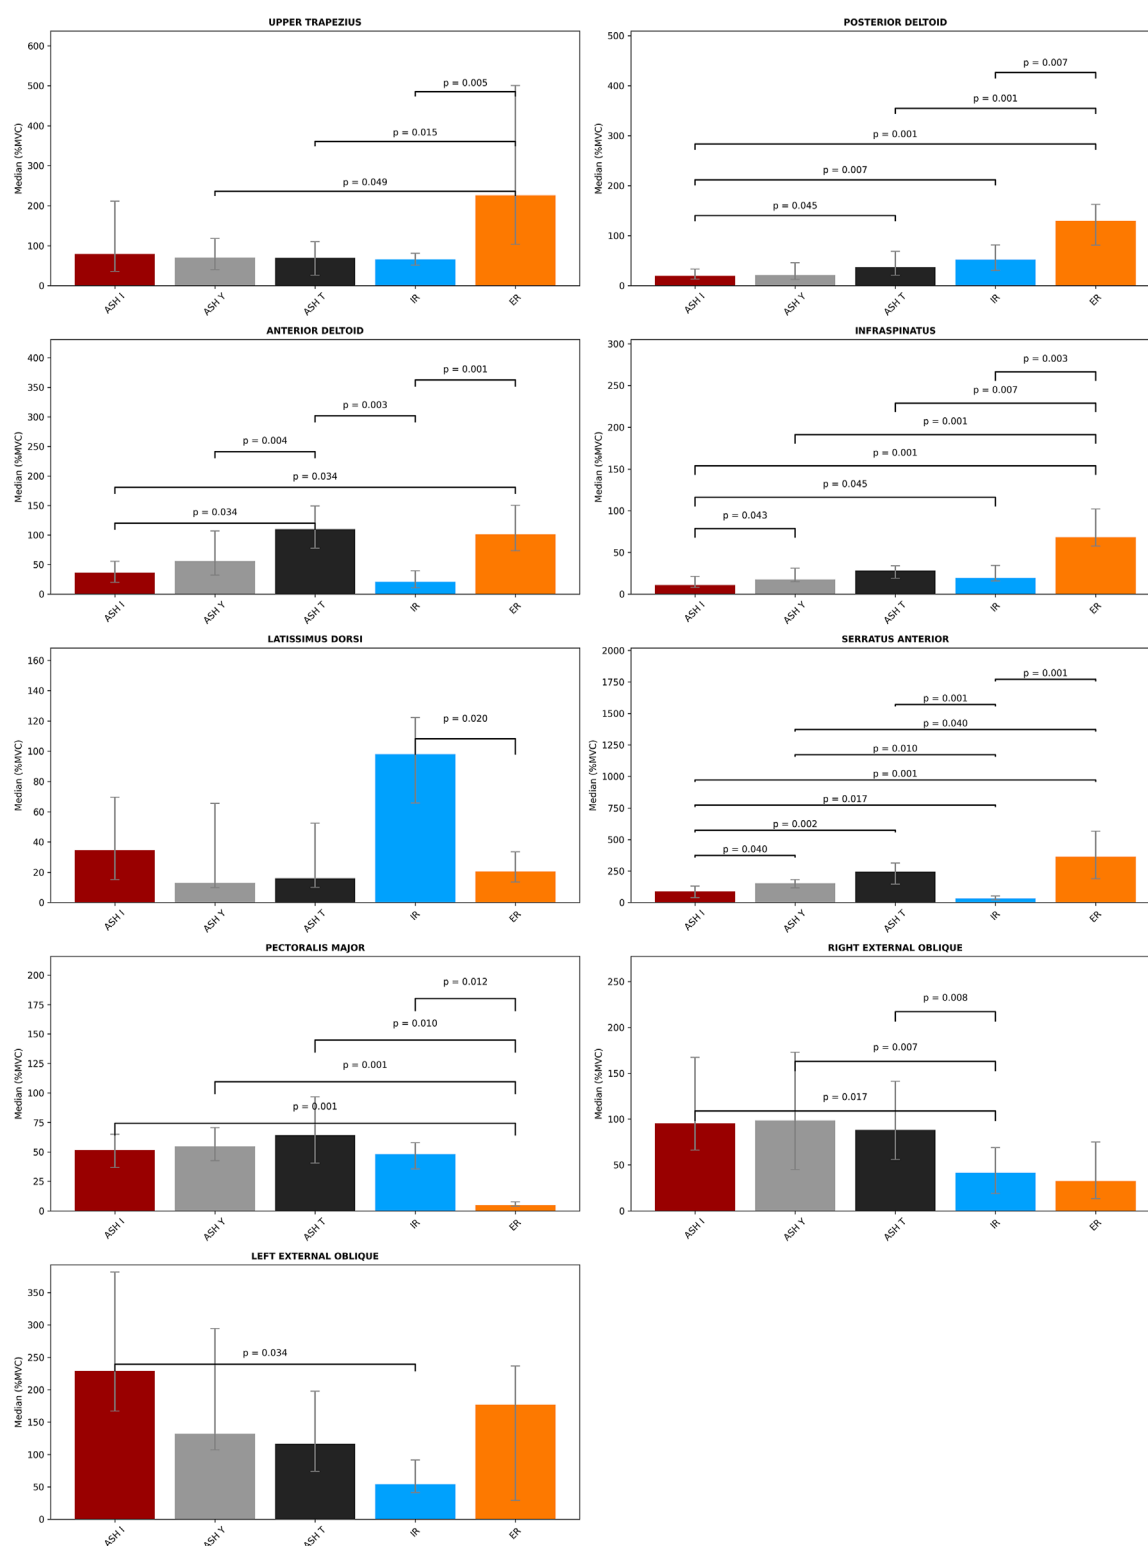 UPPER TRAPEZIUS
Median (%MVC)
600
500
400
300
200
100
0
p = 0.005
p = 0.015
p = 0.049
ASH I
ASH Y
ASH T
IR
ER
POSTERIOR DELTOID
Median (%MVC)
500
400
300
200
100
0
p = 0.007
p = 0.001
p = 0.001
p = 0.007
p = 0.045
ASH I
ASH Y
ASH T
IR
ER
ANTERIOR DELTOID
Median (%MVC)
400
350
300
250
200
150
100
50
0
p = 0.001
p = 0.003
p = 0.004
p = 0.034
p = 0.034
ASH I
ASH Y
ASH T
IR
ER
INFRASPINATUS
Median (%MVC)
300
250
200
150
100
50
0
p = 0.003
p = 0.007
p = 0.001
p = 0.001
p = 0.045
p = 0.043
ASH I
ASH Y
ASH T
IR
ER
LATISSIMUS DORSI
Median (%MVC)
160
140
120
100
80
60
40
20
0
p = 0.020
ASH I
ASH Y
ASH T
IR
ER
SERRATUS ANTERIOR
Median (%MVC)
2000
1750
1500
1250
1000
750
500
250
0
p = 0.001
p = 0.001
p = 0.040
p = 0.010
p = 0.001
p = 0.017
p = 0.002
p = 0.040
ASH I
ASH Y
ASH T
IR
ER
PECTORALIS MAJOR
Median (%MVC)
200
175
150
125
100
75
50
25
0
p = 0.012
p = 0.010
p = 0.001
p = 0.001
ASH I
ASH Y
ASH T
IR
ER
RIGHT EXTERNAL OBLIQUE
Median (%MVC)
250
200
150
100
50
0
p = 0.008
p = 0.007
p = 0.017
ASH I
ASH Y
ASH T
IR
ER
LEFT EXTERNAL OBLIQUE
Median (%MVC)
350
300
250
200
150
100
50
0
p = 0.034
ASH I
ASH Y
ASH T
IR
ER